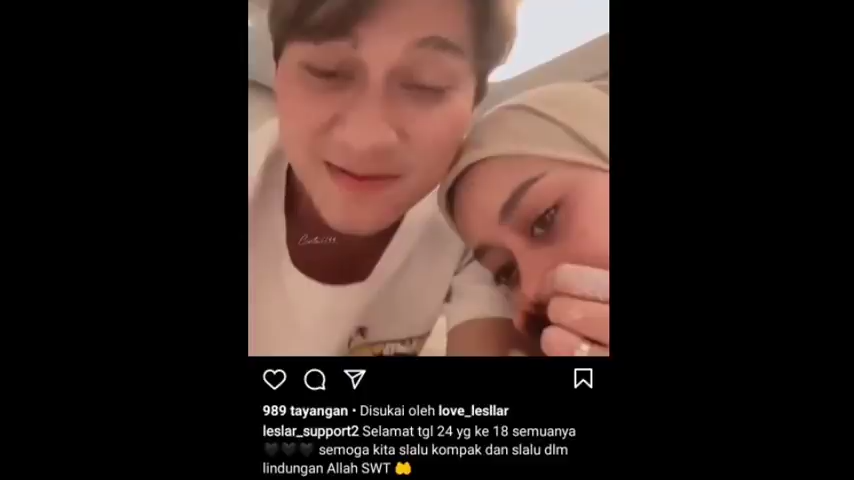 989 tayangan • Disukai oleh love_lesllar
leslar_support2 Selamat tgl 24 yg ke 18 semuanya
🖤🖤🖤 semoga kita slalu kompak dan slalu dlm
lindungan Allah SWT 🤲